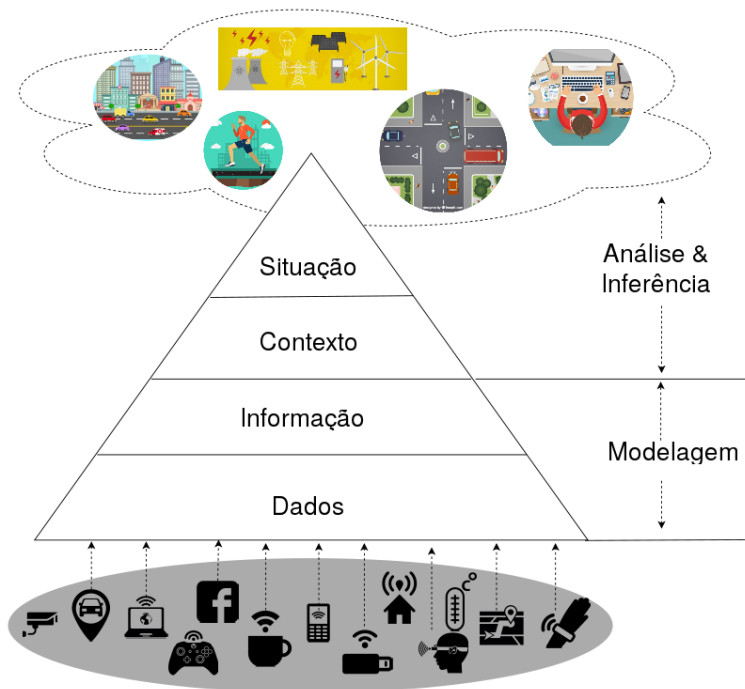 Situação
Contexto
Informação
Dados
Análise &
Inferência
Modelagem